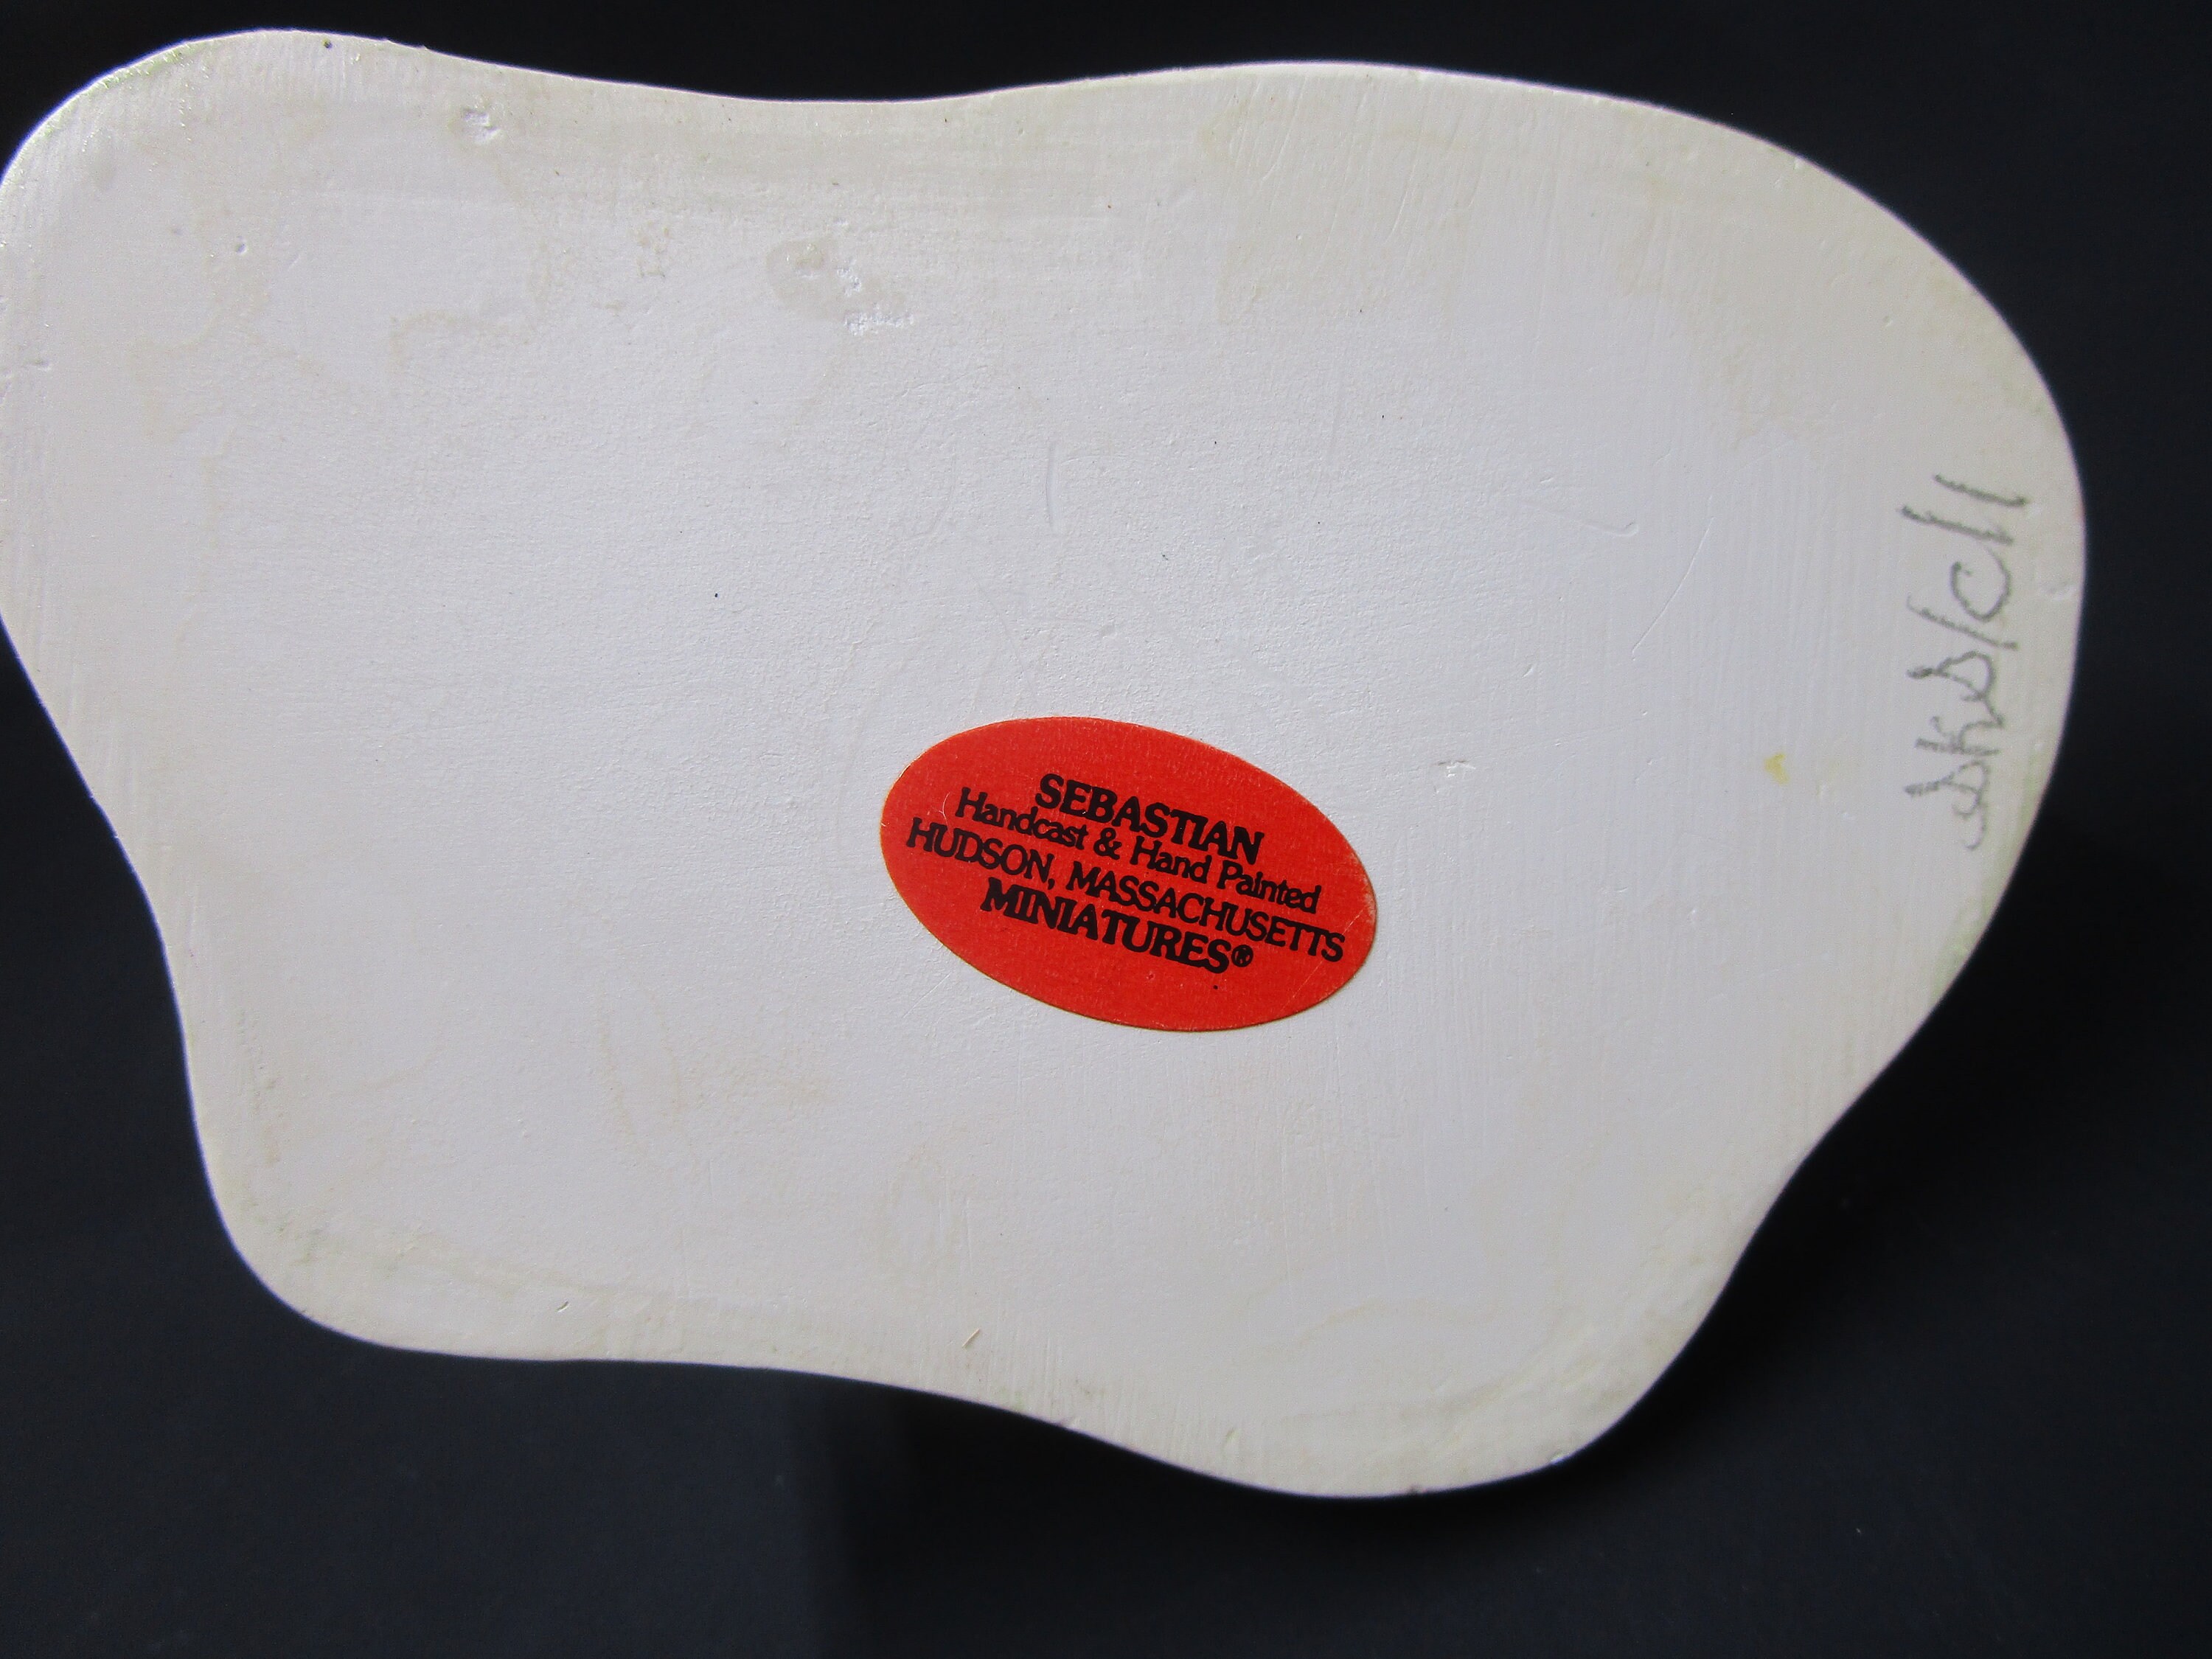 SEBASTIAN
Handcast & Hand Painted
HUDSON, MASSACHUSETTS
MINIATURES®